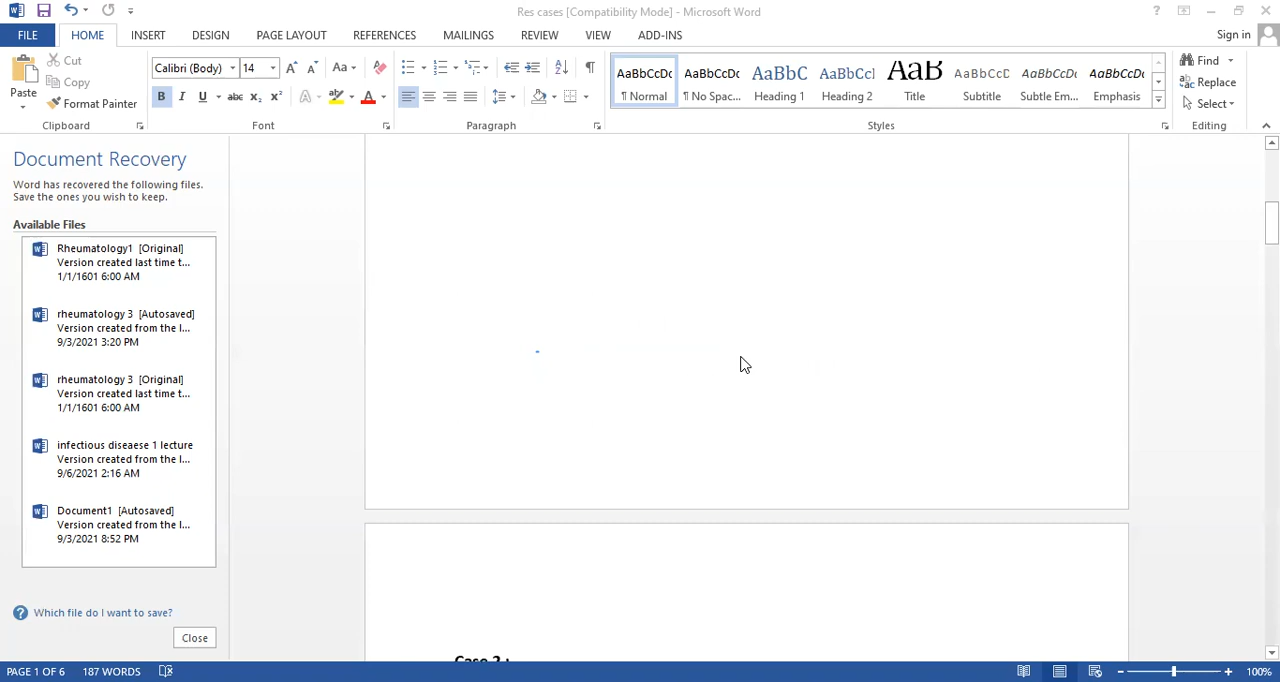 Res cases [Compatibility Mode] - Microsoft Word
FILE HOME INSERT DESIGN PAGE LAYOUT REFERENCES MAILINGS REVIEW VIEW ADD-INS Sign in
Paste
Cut
Copy
Format Painter
Clipboard
Calibri (Body) 14
Aa
B I U abc X₂ X² A A
Font
Paragraph
AaBbCcDc AaBbCcDc AaBbC AaBbCcI AaB AaBbCcD AaBbCcDc AaBbCcDc
¶ Normal ¶ No Spac... Heading 1 Heading 2 Title Subtitle Subtle Em... Emphasis
Styles
Find
Replace
Select
Editing
Document Recovery
Word has recovered the following files.
Save the ones you wish to keep.
Available Files
Rheumatology1 [Original]
Version created last time t...
1/1/1601 6:00 AM
rheumatology 3 [Autosaved]
Version created from the l...
9/3/2021 3:20 PM
rheumatology 3 [Original]
Version created last time t...
1/1/1601 6:00 AM
infectious diseaese 1 lecture
Version created from the l...
9/6/2021 2:16 AM
Document1 [Autosaved]
Version created from the l...
9/3/2021 8:52 PM
Which file do I want to save?
Close
Case 2 :
PAGE 1 OF 6 187 WORDS 100%